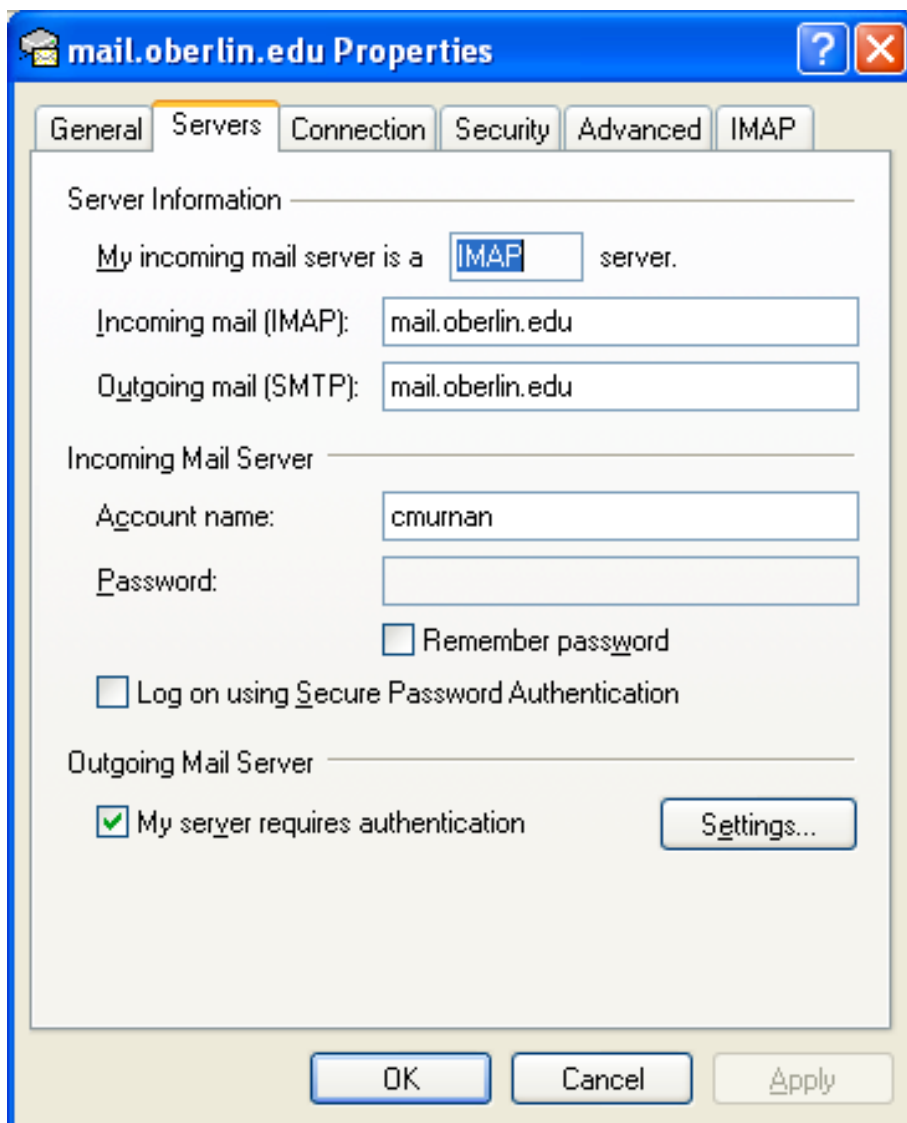 mail.oberlin.edu Properties
General Servers Connection Security Advanced IMAP
Server Information
My incoming mail server is a IMAP server.
Incoming mail (IMAP): mail.oberlin.edu
Outgoing mail (SMTP): mail.oberlin.edu
Incoming Mail Server
Account name: cmurnan
Password:
Remember password
Log on using Secure Password Authentication
Outgoing Mail Server
My server requires authentication Settings...
OK Cancel Apply